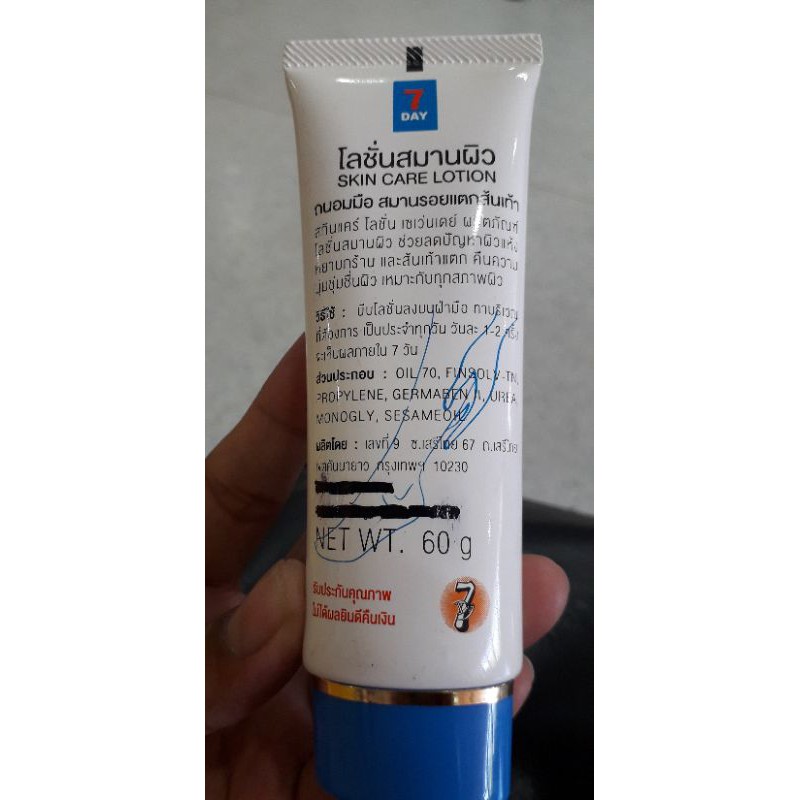 7
DAY
โลชั่นสมานผิว
SKIN CARE LOTION
ถนอมมือ สมานรอยแตกส้นเท้า
สกินแคร์ โลชั่น เซเว่นเดย์ ผลิตภัณฑ์
โลชั่นสมานผิว ช่วยลดปัญหาผิวแห้ง
หยาบกร้าน และส้นเท้าแตก คืนความ
นุ่มชุ่มชื่นผิว เหมาะกับทุกสภาพผิว
วิธีใช้ : บีบโลชั่นลงบนฝ่ามือ ทาบริเวณ
ที่ต้องการ เป็นประจำทุกวัน วันละ 1-2 ครั้ง
จะเห็นผลภายใน 7 วัน
ส่วนประกอบ : OIL 70, FINSOLV-TN,
PROPYLENE, GERMABEN II, UREA,
MONOGLY, SESAMEOIL
ผลิตโดย : เลขที่ 9 ซ.เสรีไทย 67 ถ.เสรีไทย
กรุงเทพฯ 10230
NET WT. 60 g
รับประกันคุณภาพ
ไม่ได้ผลยินดีคืนเงิน
7